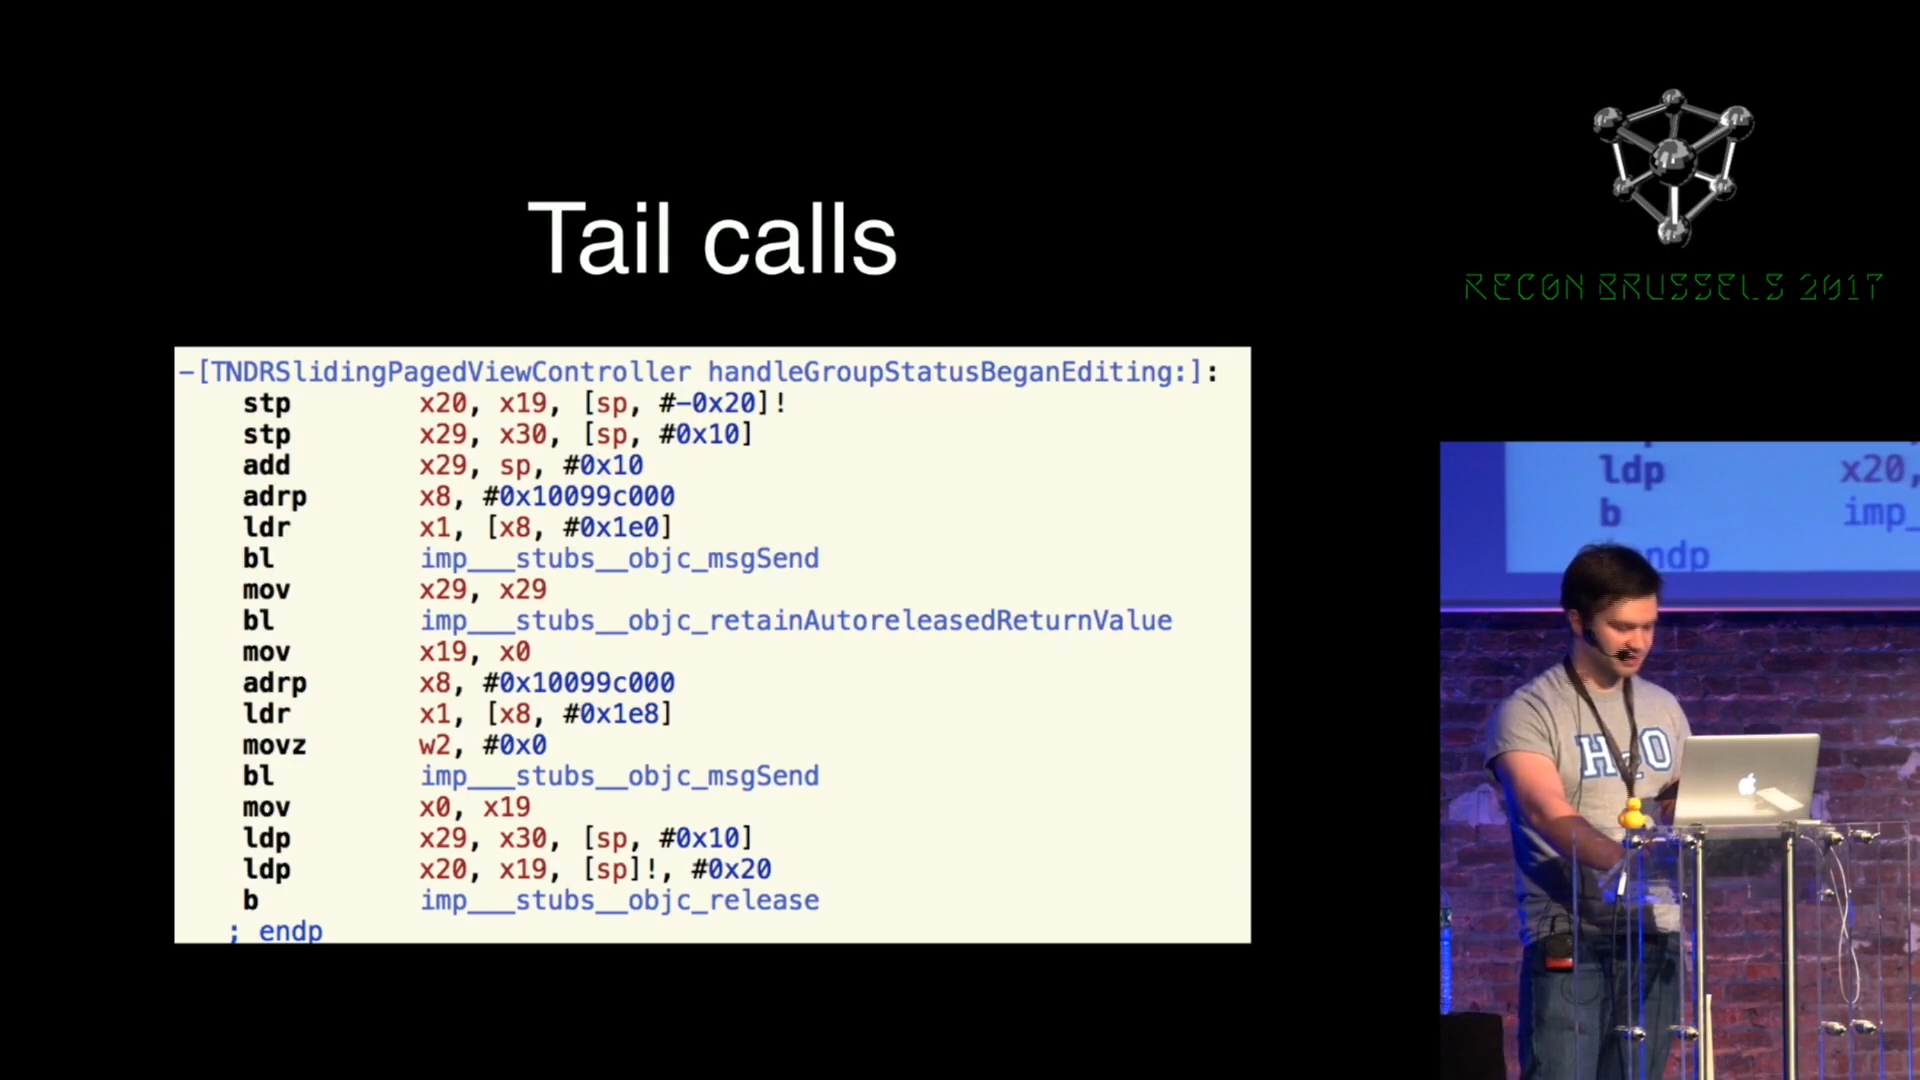 Tail calls
RECON BRUSSELS 2017
-[TNDRSlidingPagedViewController handleGroupStatusBeganEditing:]:
stp x20, x19, [sp, #-0x20]!
stp x29, x30, [sp, #0x10]
add x29, sp, #0x10
adrp x8, #0x10099c000
ldr x1, [x8, #0x1e0]
bl imp___stubs__objc_msgSend
mov x29, x29
bl imp___stubs__objc_retainAutoreleasedReturnValue
mov x19, x0
adrp x8, #0x10099c000
ldr x1, [x8, #0x1e8]
movz w2, #0x0
bl imp___stubs__objc_msgSend
mov x0, x19
ldp x29, x30, [sp, #0x10]
ldp x20, x19, [sp]!, #0x20
b imp___stubs__objc_release
; endp
ldp x20,
b imp_
endp
H2O